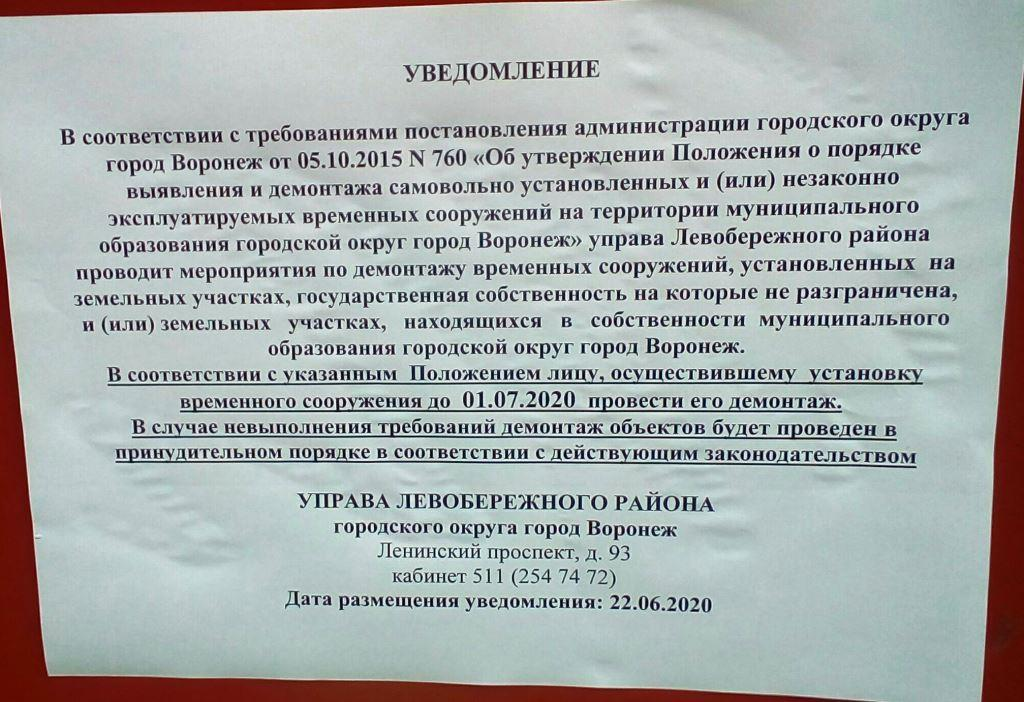 УВЕДОМЛЕНИЕ
В соответствии с требованиями постановления администрации городского округа
город Воронеж от 05.10.2015 N 760 «Об утверждении Положения о порядке
выявления и демонтажа самовольно установленных и (или) незаконно
эксплуатируемых временных сооружений на территории муниципального
образования городской округ город Воронеж» управа Левобережного района
проводит мероприятия по демонтажу временных сооружений, установленных на
земельных участках, государственная собственность на которые не разграничена,
и (или) земельных участках, находящихся в собственности муниципального
образования городской округ город Воронеж.
В соответствии с указанным Положением лицу, осуществившему установку
временного сооружения до 01.07.2020 провести его демонтаж.
В случае невыполнения требований демонтаж объектов будет проведен в
принудительном порядке в соответствии с действующим законодательством
УПРАВА ЛЕВОБЕРЕЖНОГО РАЙОНА
городского округа город Воронеж
Ленинский проспект, д. 93
кабинет 511 (254 74 72)
Дата размещения уведомления: 22.06.2020